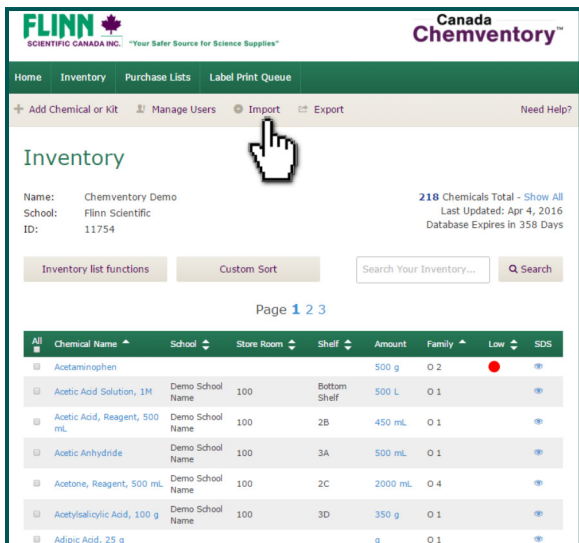 FLINN
SCIENTIFIC CANADA INC. "Your Safer Source for Science Supplies"
Canada
Chemventory™
Home Inventory Purchase Lists Label Print Queue
Add Chemical or Kit Manage Users Import Export Need Help?
Inventory
Name: Chemventory Demo
School: Flinn Scientific
ID: 11754
218 Chemicals Total - Show All
Last Updated: Apr 4, 2016
Database Expires in 358 Days
Inventory list functions Custom Sort Search Your Inventory... Search
Page 1 2 3
All Chemical Name School Store Room Shelf Amount Family Low SDS
Acetaminophen 500 g O 2
Acetic Acid Solution, 1M Demo School Name 100 Bottom Shelf 500 L O 1
Acetic Acid, Reagent, 500 mL Demo School Name 100 2B 450 mL O 1
Acetic Anhydride Demo School Name 100 3A 500 mL O 1
Acetone, Reagent, 500 mL Demo School Name 100 2C 2000 mL O 4
Acetylsalicylic Acid, 100 g Demo School Name 100 3D 350 g O 1
Adipic Acid, 25 g g O 1